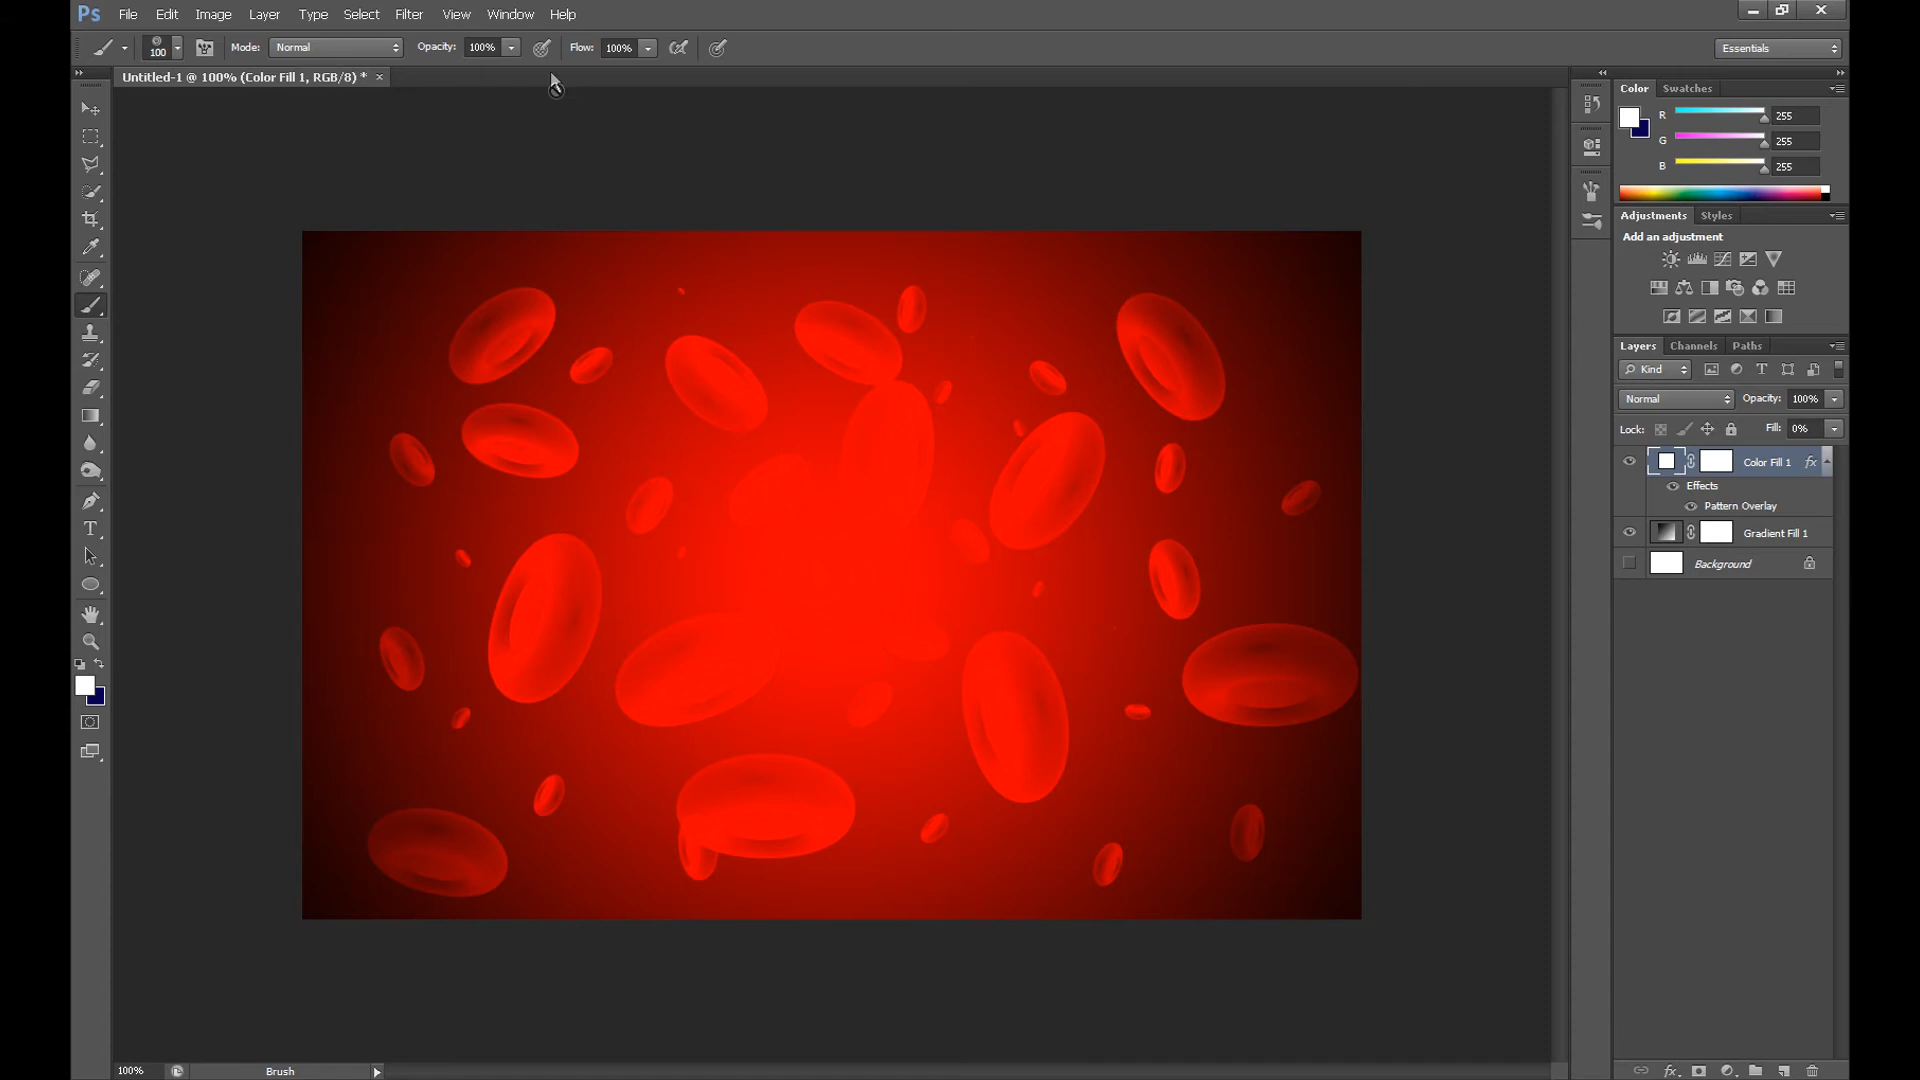 Ps File Edit Image Layer Type Select Filter View Window Help
100 Mode: Normal Opacity: 100% Flow: 100% Essentials
Untitled-1 @ 100% (Color Fill 1, RGB/8) * ×
Color Swatches
R 255
G 255
B 255
Adjustments Styles
Add an adjustment
Layers Channels Paths
Kind
Normal Opacity: 100%
Lock: Fill: 0%
Color Fill 1 fx
Effects
Pattern Overlay
Gradient Fill 1
Background
100% Brush
fx